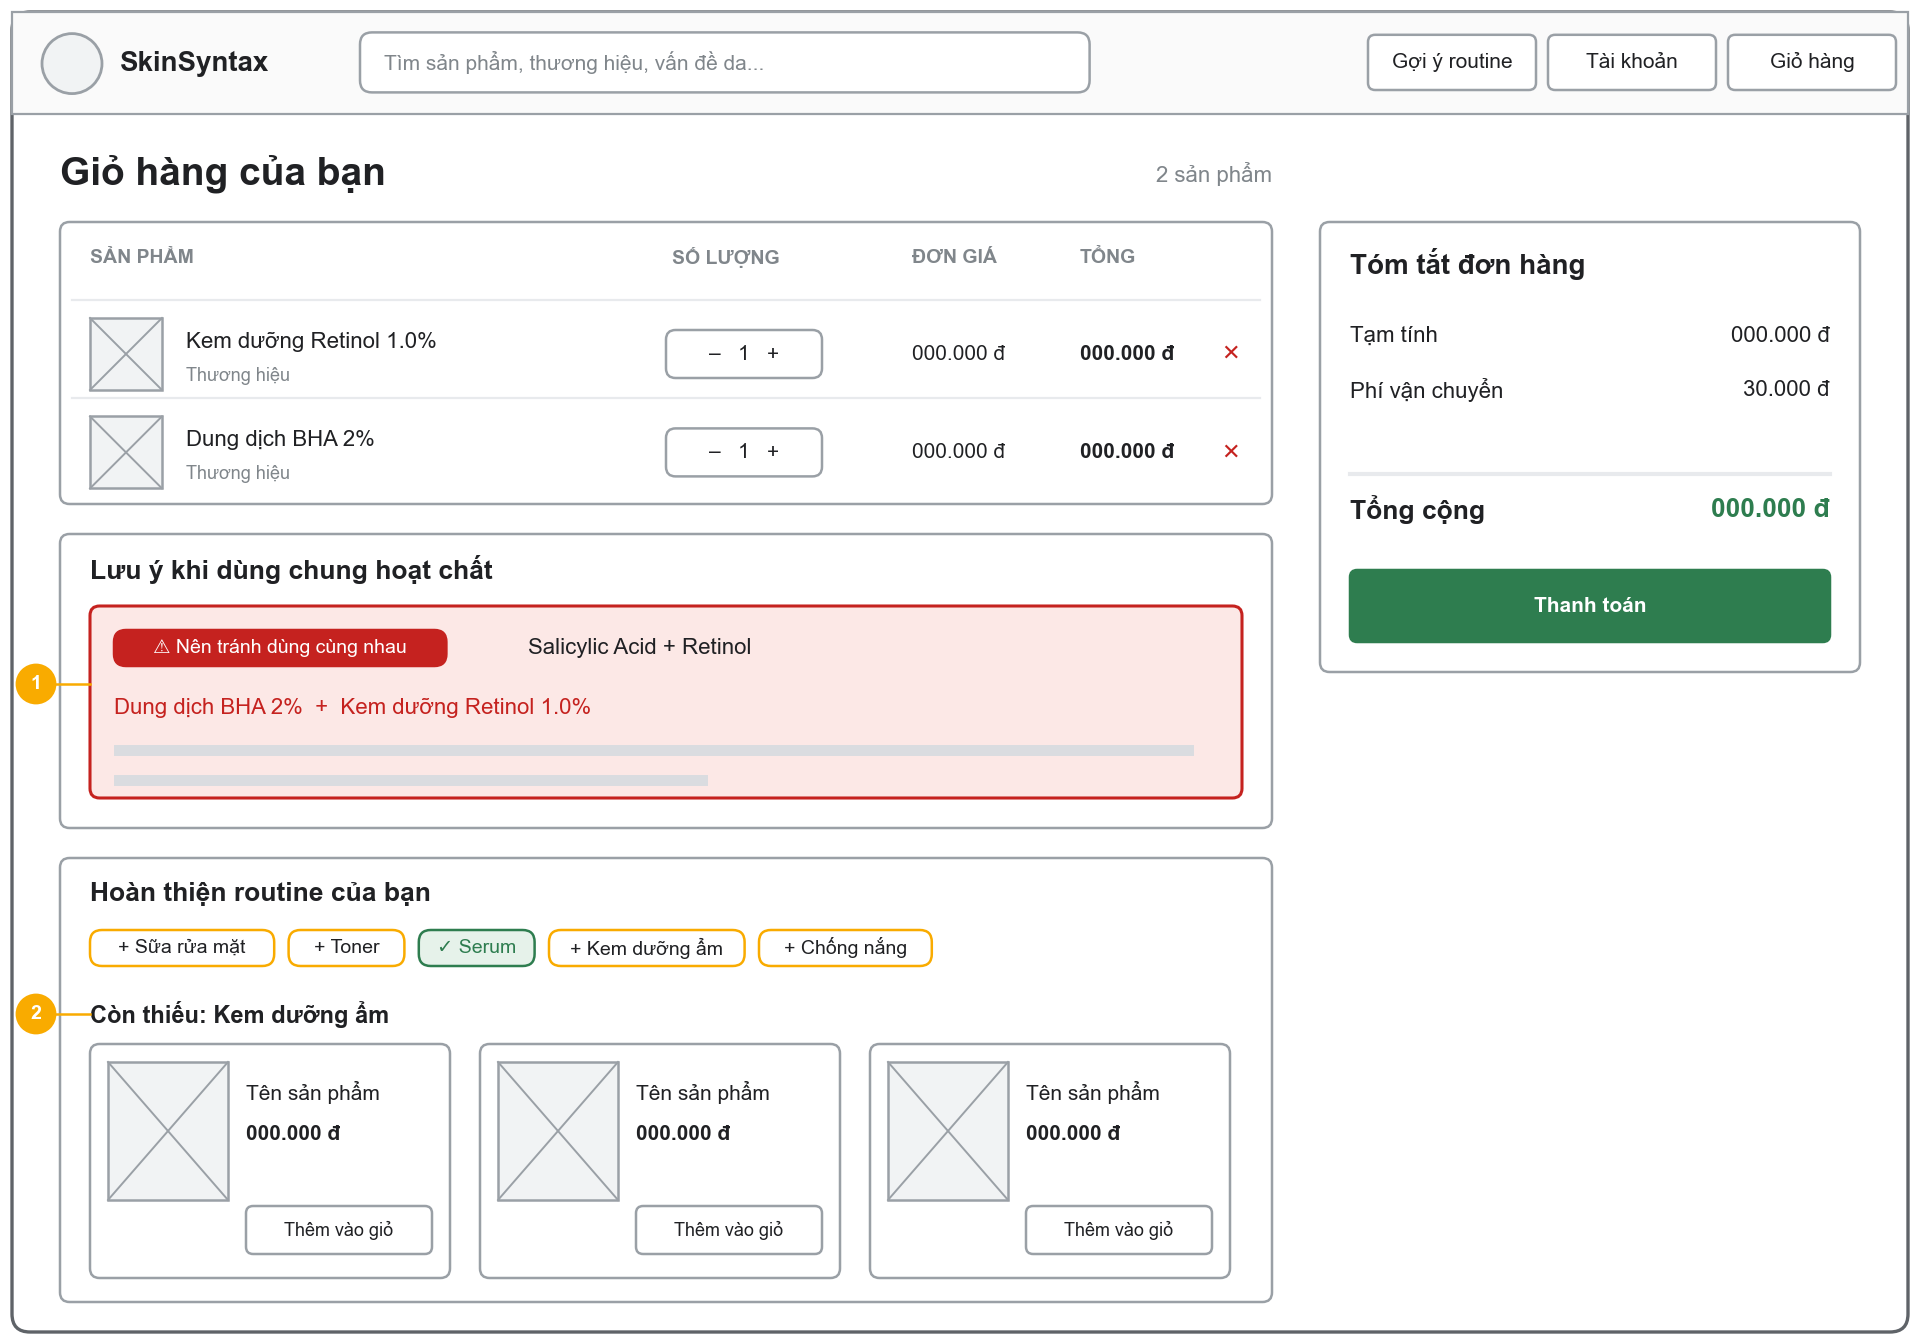 SkinSyntax
Tìm sản phẩm, thương hiệu, vấn đề da...
Gợi ý routine
Tài khoản
Giỏ hàng
Giỏ hàng của bạn
2 sản phẩm
SẢN PHẨM SỐ LƯỢNG ĐƠN GIÁ TỔNG
Kem dưỡng Retinol 1.0%
Thương hiệu
– 1 + 000.000 đ 000.000 đ ✕
Dung dịch BHA 2%
Thương hiệu
– 1 + 000.000 đ 000.000 đ ✕
Tóm tắt đơn hàng
Tạm tính 000.000 đ
Phí vận chuyển 30.000 đ
Tổng cộng 000.000 đ
Thanh toán
Lưu ý khi dùng chung hoạt chất
⚠ Nên tránh dùng cùng nhau Salicylic Acid + Retinol
1
Dung dịch BHA 2% + Kem dưỡng Retinol 1.0%
Hoàn thiện routine của bạn
+ Sữa rửa mặt + Toner ✓ Serum + Kem dưỡng ẩm + Chống nắng
2
Còn thiếu: Kem dưỡng ẩm
Tên sản phẩm
000.000 đ
Thêm vào giỏ
Tên sản phẩm
000.000 đ
Thêm vào giỏ
Tên sản phẩm
000.000 đ
Thêm vào giỏ